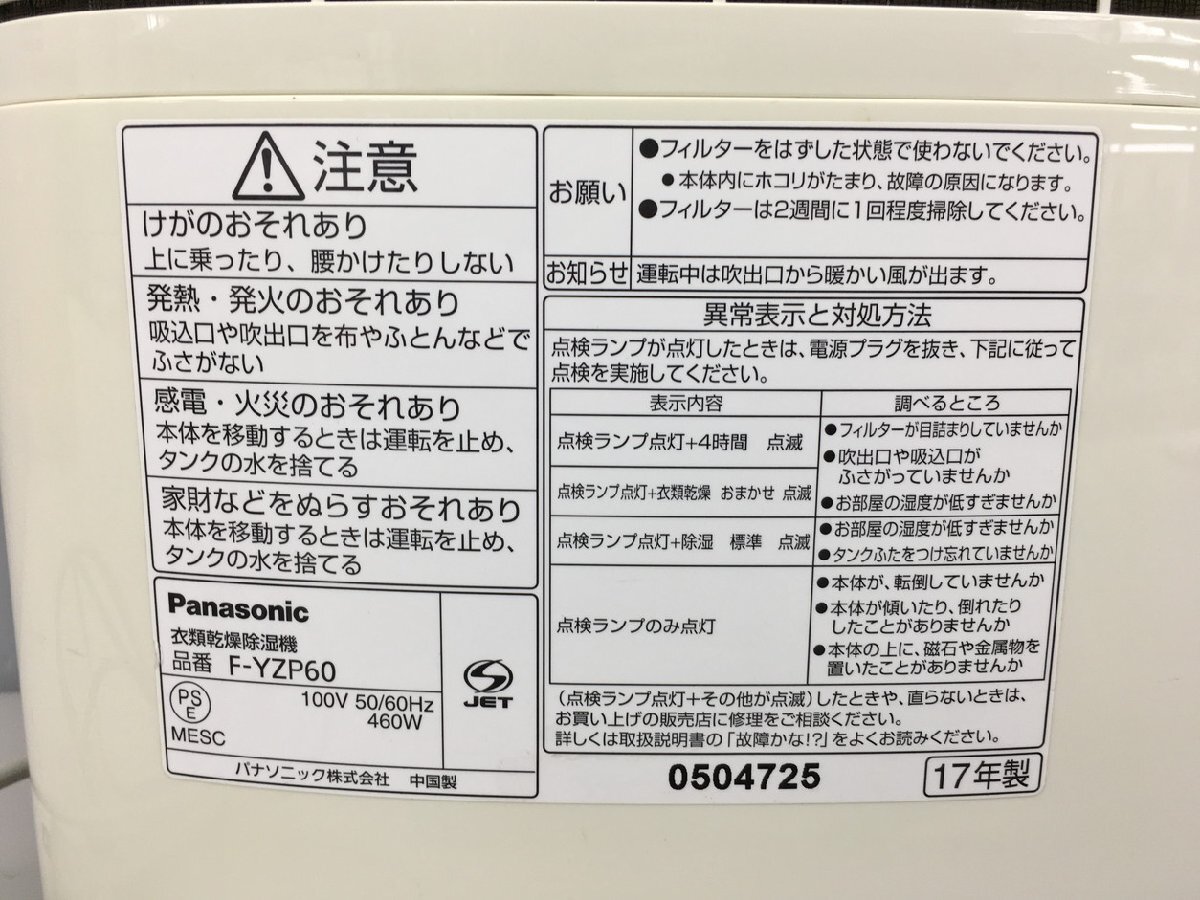 注意
けがのおそれあり
上に乗ったり、腰かけたりしない
発熱・発火のおそれあり
吸込口や吹出口を布やふとんなどで
ふさがない
感電・火災のおそれあり
本体を移動するときは運転を止め、
タンクの水を捨てる
家財などをぬらすおそれあり
本体を移動するときは運転を止め、
タンクの水を捨てる
Panasonic
衣類乾燥除湿機
品番 F-YZP60
PS
E
MESC
100V 50/60Hz
460W
JET
パナソニック株式会社 中国製
お願い
●フィルターをはずした状態で使わないでください。
●本体内にホコリがたまり、故障の原因になります。
●フィルターは2週間に1回程度掃除してください。
お知らせ 運転中は吹出口から暖かい風が出ます。
異常表示と対処方法
点検ランプが点灯したときは、電源プラグを抜き、下記に従って
点検を実施してください。
表示内容 調べるところ
点検ランプ点灯+4時間 点滅
点検ランプ点灯+衣類乾燥 おまかせ 点滅
●フィルターが目詰まりしていませんか
●吹出口や吸込口が
ふさがっていませんか
●お部屋の湿度が低すぎませんか
点検ランプ点灯+除湿 標準 点滅
●お部屋の湿度が低すぎませんか
●タンクふたをつけ忘れていませんか
点検ランプのみ点灯
●本体が、転倒していませんか
●本体が傾いたり、倒れたり
したことがありませんか
●本体の上に、磁石や金属物を
置いたことがありませんか
(点検ランプ点灯+その他が点滅)したときや、直らないときは、
お買い上げの販売店に修理をご相談ください。
詳しくは取扱説明書の「故障かな!?」をよくお読みください。
0504725
17年製